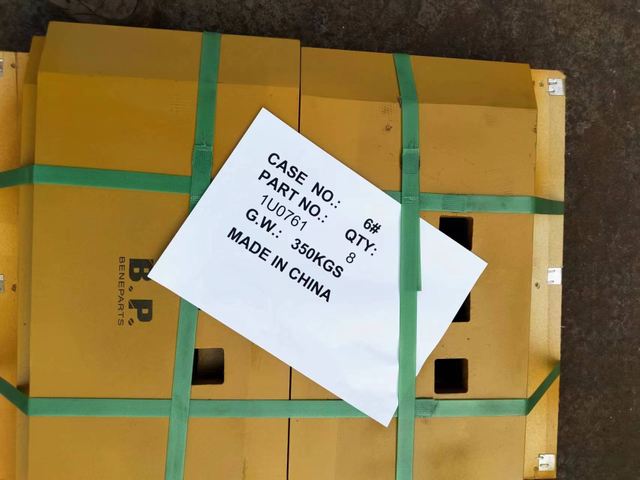 CASE NO.: 6#
PART NO.: QTY:
1U0761 8
G.W.: 350KGS
MADE IN CHINA
B.P.
BENEPARTS